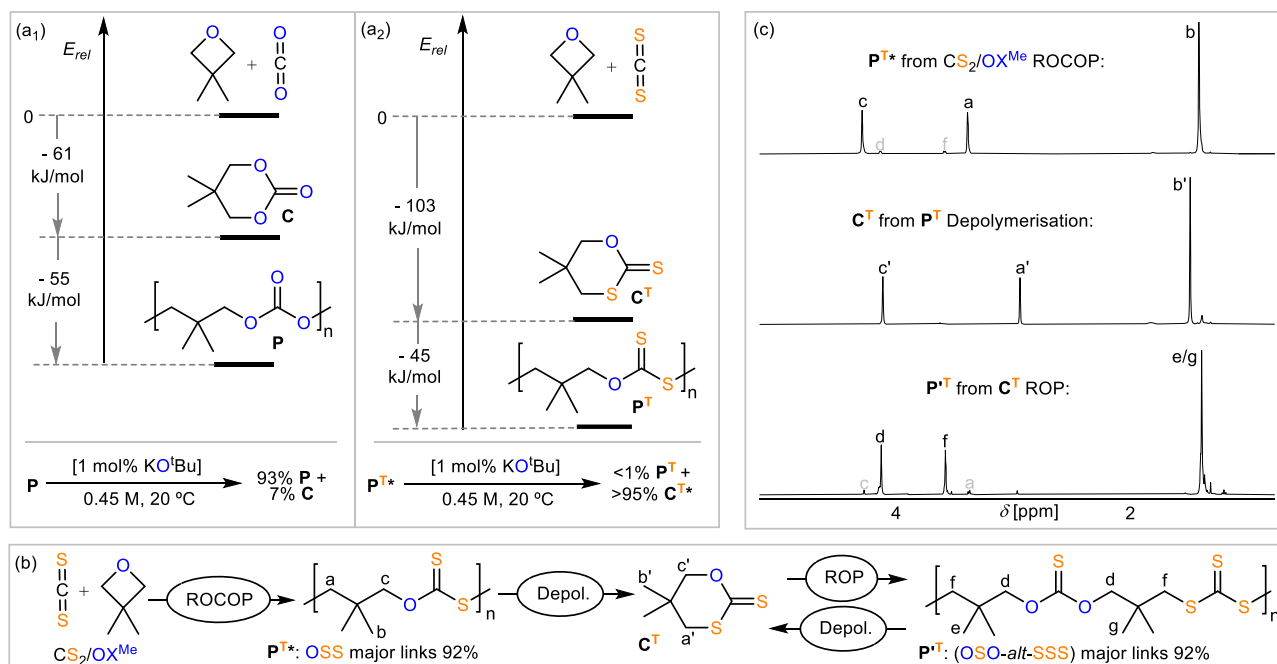 (a₁)
E_rel
O
+
O
C
O
0
- 61
kJ/mol
O
O
O
C
- 55
kJ/mol
O
O
O
n
P
P
[1 mol% KOᵗBu]
0.45 M, 20 ºC
93% P +
7% C
(a₂)
E_rel
O
+
S
C
S
0
- 103
kJ/mol
O
S
S
Cᵀ
- 45
kJ/mol
S
O
S
n
Pᵀ
Pᵀ*
[1 mol% KOᵗBu]
0.45 M, 20 ºC
<1% Pᵀ +
>95% Cᵀ*
(c)
Pᵀ* from CS₂/OXᴹᵉ ROCOP:
c
d
f
a
b
Cᵀ from Pᵀ Depolymerisation:
c'
a'
b'
P'ᵀ from Cᵀ ROP:
c
d
f
a
e/g
4
δ [ppm]
2
(b)
S
C
S
+
O
CS₂/OXᴹᵉ
ROCOP
a
c
b
S
O
S
n
Pᵀ*: OSS major links 92%
Depol.
c'
b'
a'
O
S
S
Cᵀ
ROP
Depol.
f
d
S
O
O
d
f
S
S
S
n
e
g
P'ᵀ: (OSO-alt-SSS) major links 92%